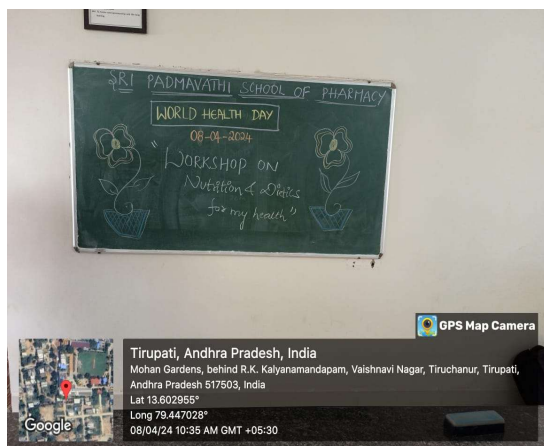 SRI PADMAVATHI SCHOOL OF PHARMACY
WORLD HEALTH DAY
08-04-2024
"WORKSHOP ON
Nutrition & Dietics
for my health"
GPS Map Camera
Tirupati, Andhra Pradesh, India
Mohan Gardens, behind R.K. Kalyanamandapam, Vaishnavi Nagar, Tiruchanur, Tirupati,
Andhra Pradesh 517503, India
Lat 13.602955°
Long 79.447028°
08/04/24 10:35 AM GMT +05:30
Google